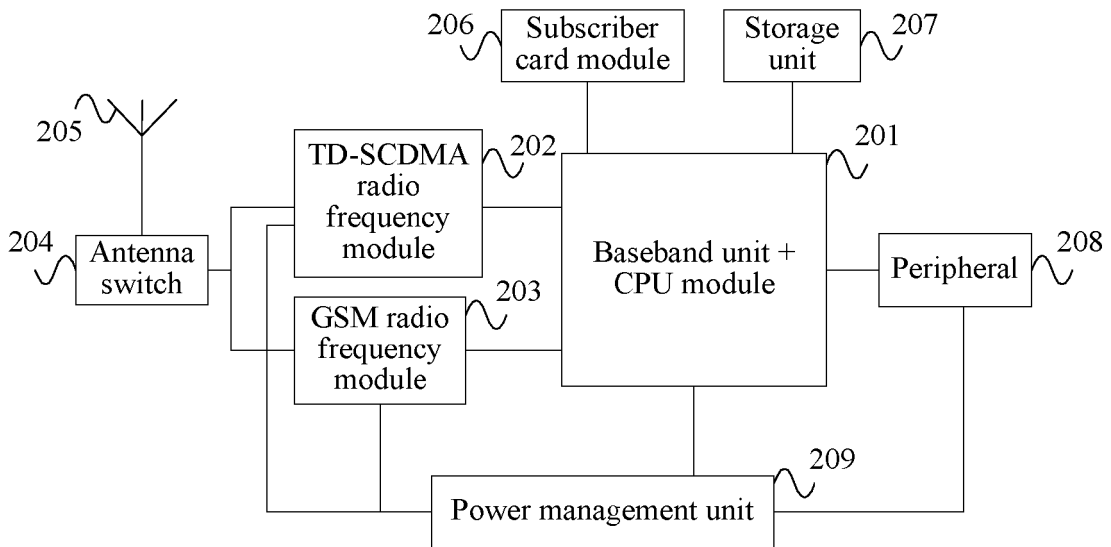 206
Subscriber
card module
Storage
unit
207
205
TD-SCDMA
radio
frequency
module
202
201
204
Antenna
switch
Baseband unit +
CPU module
Peripheral
208
GSM radio
frequency
module
203
Power management unit
209